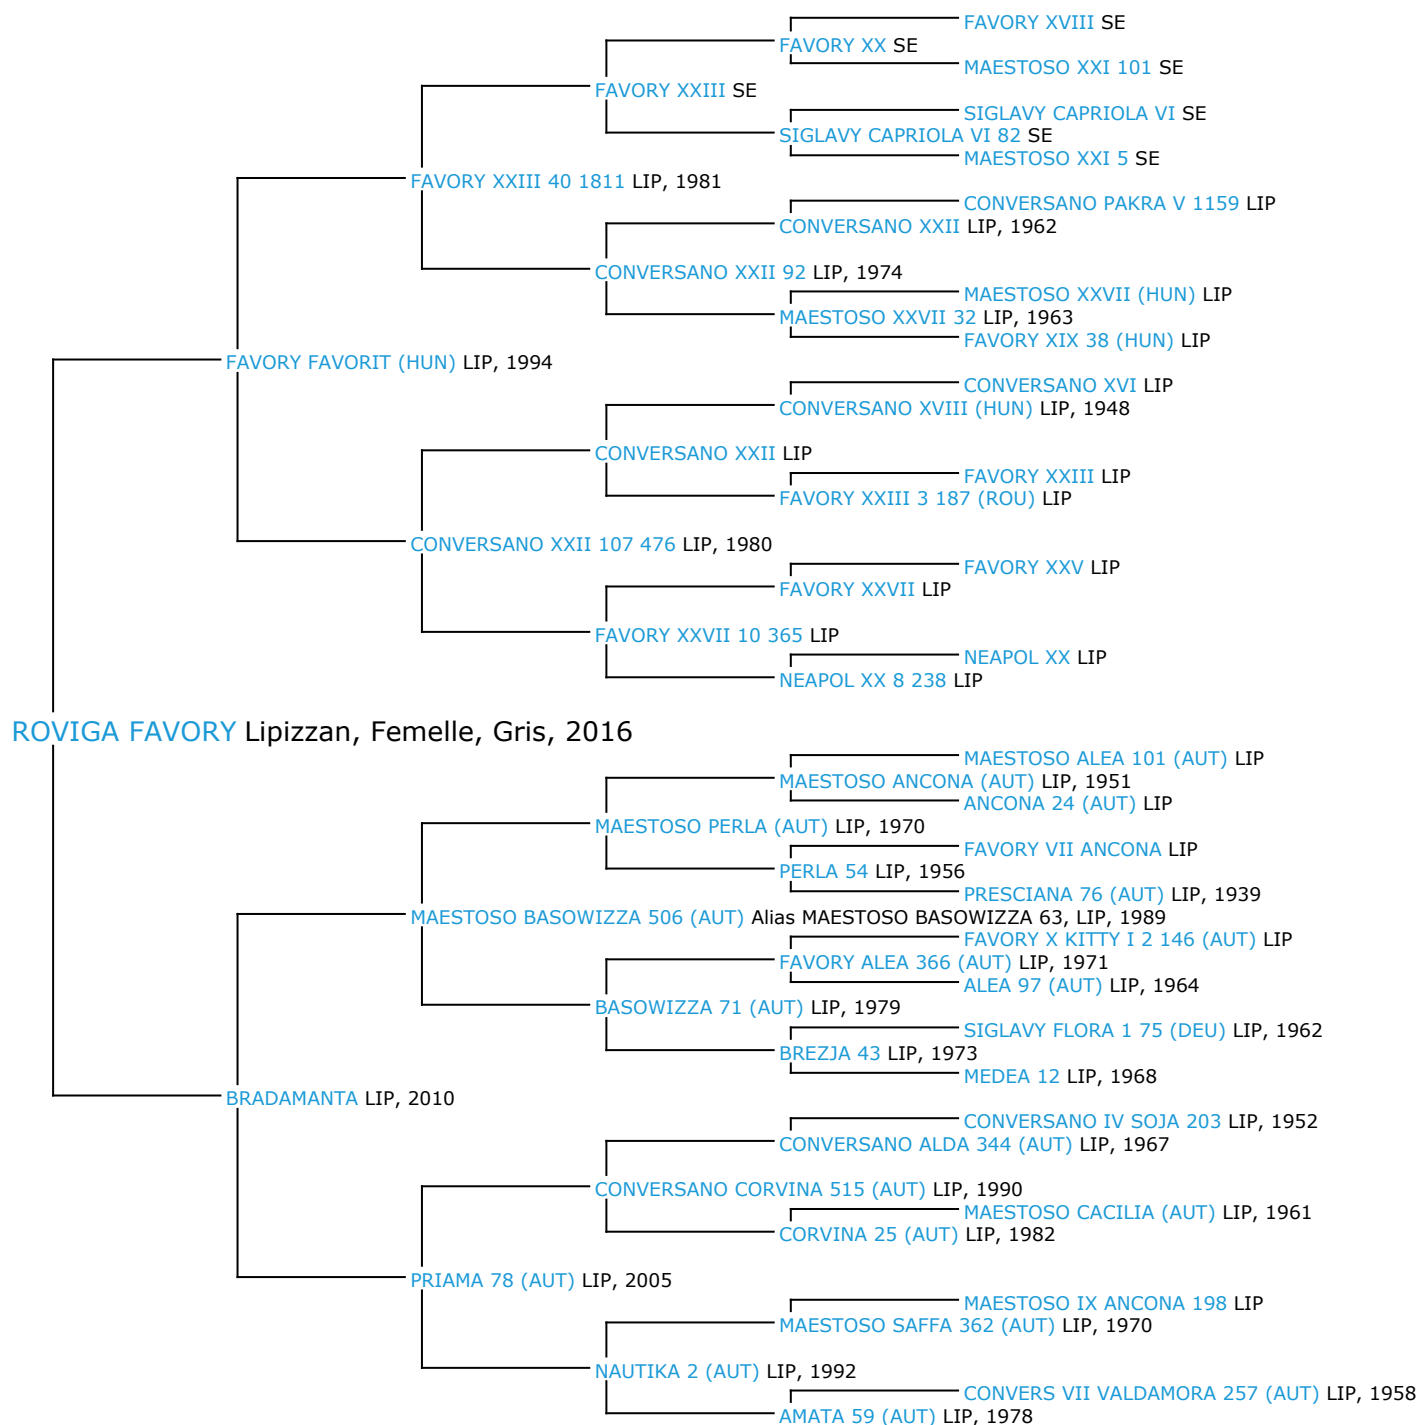 FAVORY XVIII SE
FAVORY XX SE
MAESTOSO XXI 101 SE
FAVORY XXIII SE
SIGLAVY CAPRIOLA VI SE
SIGLAVY CAPRIOLA VI 82 SE
MAESTOSO XXI 5 SE
FAVORY XXIII 40 1811 LIP, 1981
CONVERSANO PAKRA V 1159 LIP
CONVERSANO XXII LIP, 1962
CONVERSANO XXII 92 LIP, 1974
MAESTOSO XXVII (HUN) LIP
MAESTOSO XXVII 32 LIP, 1963
FAVORY XIX 38 (HUN) LIP
FAVORY FAVORIT (HUN) LIP, 1994
CONVERSANO XVI LIP
CONVERSANO XVIII (HUN) LIP, 1948
CONVERSANO XXII LIP
FAVORY XXIII LIP
FAVORY XXIII 3 187 (ROU) LIP
CONVERSANO XXII 107 476 LIP, 1980
FAVORY XXV LIP
FAVORY XXVII LIP
FAVORY XXVII 10 365 LIP
NEAPOL XX LIP
NEAPOL XX 8 238 LIP
ROVIGA FAVORY Lipizzan, Femelle, Gris, 2016
MAESTOSO ALEA 101 (AUT) LIP
MAESTOSO ANCONA (AUT) LIP, 1951
ANCONA 24 (AUT) LIP
MAESTOSO PERLA (AUT) LIP, 1970
FAVORY VII ANCONA LIP
PERLA 54 LIP, 1956
PRESCIANA 76 (AUT) LIP, 1939
MAESTOSO BASOWIZZA 506 (AUT) Alias MAESTOSO BASOWIZZA 63, LIP, 1989
FAVORY X KITTY I 2 146 (AUT) LIP
FAVORY ALEA 366 (AUT) LIP, 1971
ALEA 97 (AUT) LIP, 1964
BASOWIZZA 71 (AUT) LIP, 1979
SIGLAVY FLORA 1 75 (DEU) LIP, 1962
BREZJA 43 LIP, 1973
MEDEA 12 LIP, 1968
BRADAMANTA LIP, 2010
CONVERSANO IV SOJA 203 LIP, 1952
CONVERSANO ALDA 344 (AUT) LIP, 1967
CONVERSANO CORVINA 515 (AUT) LIP, 1990
MAESTOSO CACILIA (AUT) LIP, 1961
CORVINA 25 (AUT) LIP, 1982
PRIAMA 78 (AUT) LIP, 2005
MAESTOSO IX ANCONA 198 LIP
MAESTOSO SAFFA 362 (AUT) LIP, 1970
NAUTIKA 2 (AUT) LIP, 1992
CONVERS VII VALDAMORA 257 (AUT) LIP, 1958
AMATA 59 (AUT) LIP, 1978